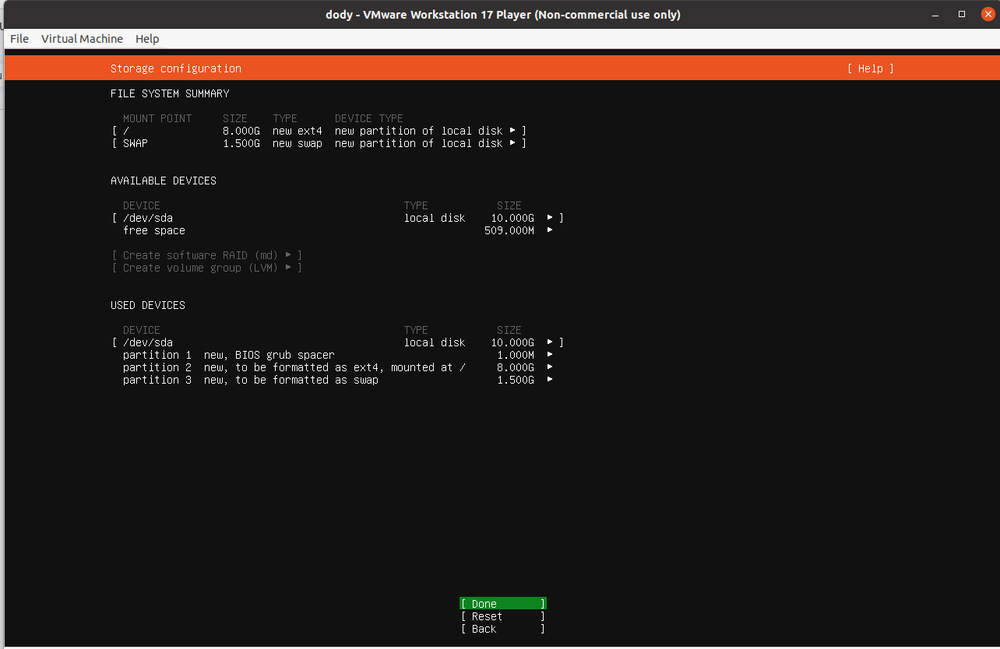 dody - VMware Workstation 17 Player (Non-commercial use only)
File Virtual Machine Help
Storage configuration [ Help ]
FILE SYSTEM SUMMARY
MOUNT POINT SIZE TYPE DEVICE TYPE
[ / 8.000G new ext4 new partition of local disk ▸ ]
[ SWAP 1.500G new swap new partition of local disk ▸ ]
AVAILABLE DEVICES
DEVICE TYPE SIZE
[ /dev/sda local disk 10.000G ▸ ]
free space 509.000M ▸
[ Create software RAID (md) ▸ ]
[ Create volume group (LVM) ▸ ]
USED DEVICES
DEVICE TYPE SIZE
[ /dev/sda local disk 10.000G ▸ ]
partition 1 new, BIOS grub spacer 1.000M ▸
partition 2 new, to be formatted as ext4, mounted at / 8.000G ▸
partition 3 new, to be formatted as swap 1.500G ▸
[ Done ]
[ Reset ]
[ Back ]